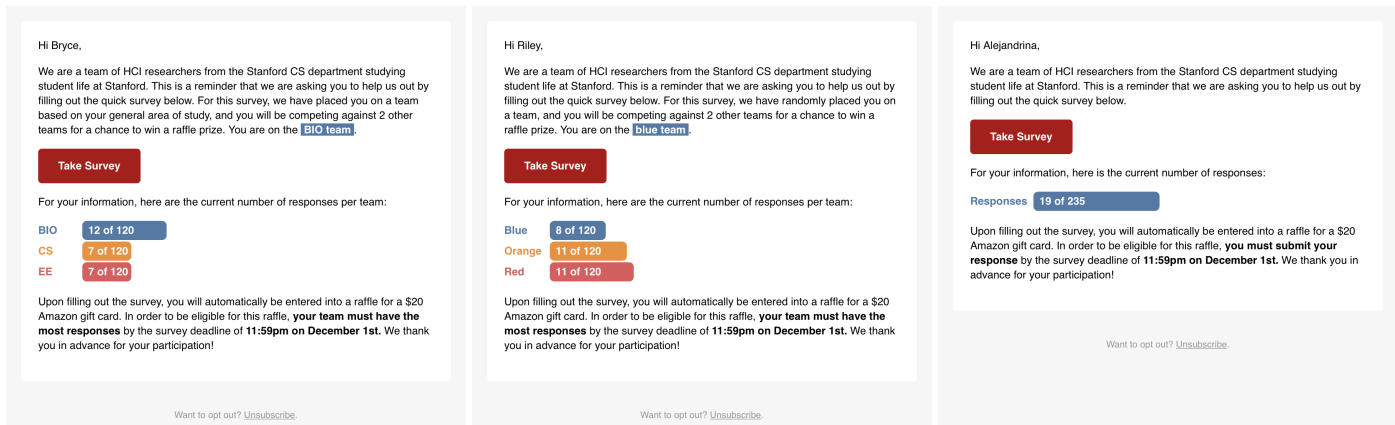 Hi Bryce,
We are a team of HCI researchers from the Stanford CS department studying
student life at Stanford. This is a reminder that we are asking you to help us out by
filling out the quick survey below. For this survey, we have placed you on a team
based on your general area of study, and you will be competing against 2 other
teams for a chance to win a raffle prize. You are on the BIO team.
Take Survey
For your information, here are the current number of responses per team:
BIO 12 of 120
CS 7 of 120
EE 7 of 120
Upon filling out the survey, you will automatically be entered into a raffle for a $20
Amazon gift card. In order to be eligible for this raffle, your team must have the
most responses by the survey deadline of 11:59pm on December 1st. We thank
you in advance for your participation!
Want to opt out? Unsubscribe.
Hi Riley,
We are a team of HCI researchers from the Stanford CS department studying
student life at Stanford. This is a reminder that we are asking you to help us out by
filling out the quick survey below. For this survey, we have randomly placed you on
a team, and you will be competing against 2 other teams for a chance to win a
raffle prize. You are on the blue team.
Take Survey
For your information, here are the current number of responses per team:
Blue 8 of 120
Orange 11 of 120
Red 11 of 120
Upon filling out the survey, you will automatically be entered into a raffle for a $20
Amazon gift card. In order to be eligible for this raffle, your team must have the
most responses by the survey deadline of 11:59pm on December 1st. We thank
you in advance for your participation!
Want to opt out? Unsubscribe.
Hi Alejandrina,
We are a team of HCI researchers from the Stanford CS department studying
student life at Stanford. This is a reminder that we are asking you to help us out by
filling out the quick survey below.
Take Survey
For your information, here is the current number of responses:
Responses 19 of 235
Upon filling out the survey, you will automatically be entered into a raffle for a $20
Amazon gift card. In order to be eligible for this raffle, you must submit your
response by the survey deadline of 11:59pm on December 1st. We thank you in
advance for your participation!
Want to opt out? Unsubscribe.